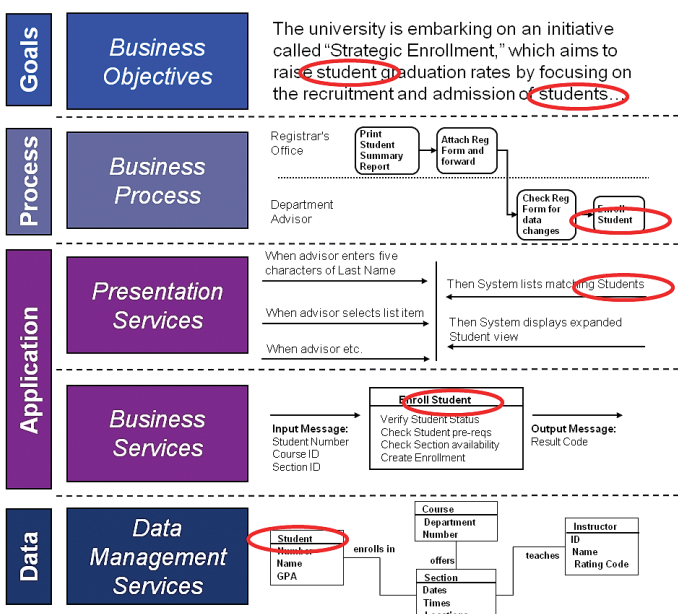 Goals
Business
Objectives
The university is embarking on an initiative
called “Strategic Enrollment,” which aims to
raise student graduation rates by focusing on
the recruitment and admission of students…
Process
Business
Process
Registrar's
Office
Print
Student
Summary
Report
Attach Reg
Form and
forward
Department
Advisor
Check Reg
Form for
data
changes
Enroll
Student
Application
Presentation
Services
When advisor enters five
characters of Last Name
Then System lists matching Students
When advisor selects list item
Then System displays expanded
Student view
When advisor etc.
Business
Services
Input Message:
Student Number
Course ID
Section ID
Enroll Student
Verify Student Status
Check Student pre-reqs
Check Section availability
Create Enrollment
Output Message:
Result Code
Data
Data
Management
Services
Student
Number
Name
GPA
enrolls in
Course
Department
Number
offers
Section
Dates
Times
Locations
teaches
Instructor
ID
Name
Rating Code